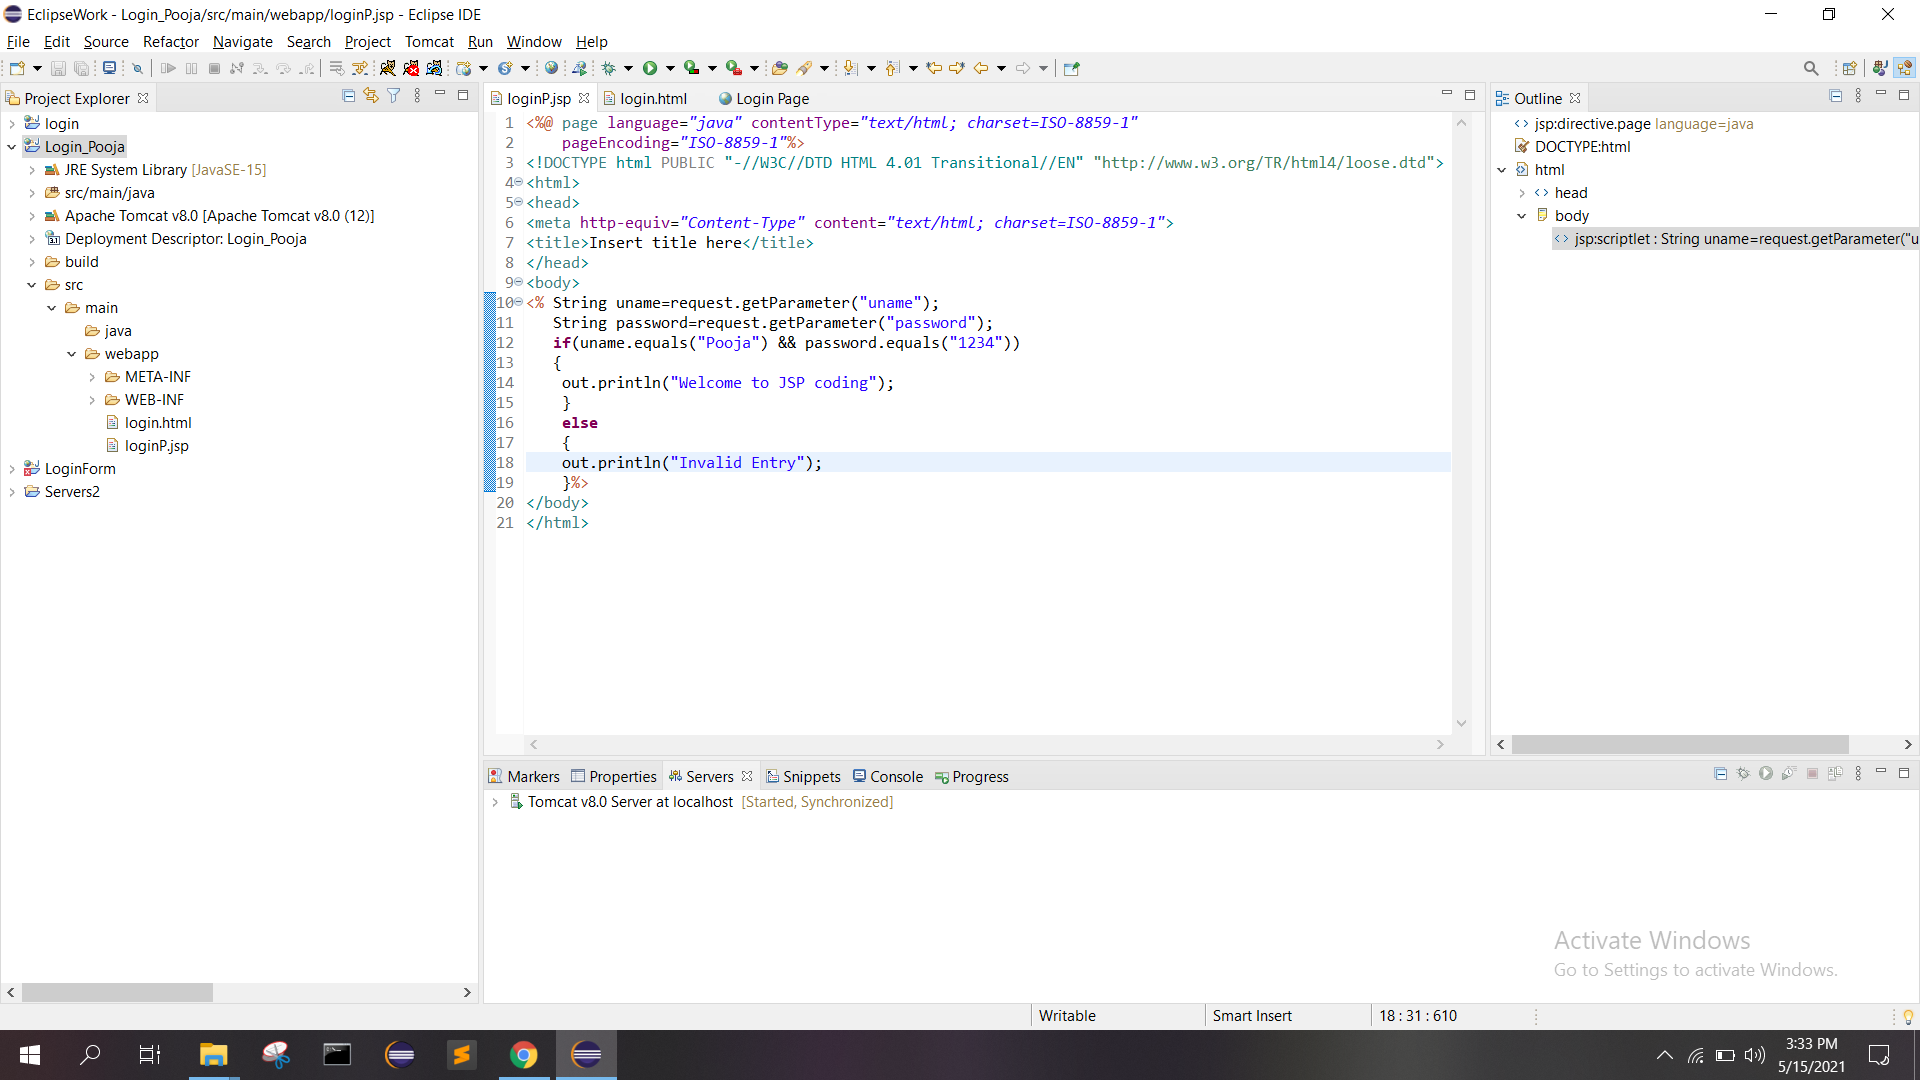 EclipseWork - Login_Pooja/src/main/webapp/loginP.jsp - Eclipse IDE
File Edit Source Refactor Navigate Search Project Tomcat Run Window Help
Project Explorer
login
Login_Pooja
JRE System Library [JavaSE-15]
src/main/java
Apache Tomcat v8.0 [Apache Tomcat v8.0 (12)]
Deployment Descriptor: Login_Pooja
build
src
main
java
webapp
META-INF
WEB-INF
login.html
loginP.jsp
LoginForm
Servers2
loginP.jsp login.html Login Page
1 <%@ page language="java" contentType="text/html; charset=ISO-8859-1"
2     pageEncoding="ISO-8859-1"%>
3 <!DOCTYPE html PUBLIC "-//W3C//DTD HTML 4.01 Transitional//EN" "http://www.w3.org/TR/html4/loose.dtd">
4 <html>
5 <head>
6 <meta http-equiv="Content-Type" content="text/html; charset=ISO-8859-1">
7 <title>Insert title here</title>
8 </head>
9 <body>
10 <% String uname=request.getParameter("uname");
11    String password=request.getParameter("password");
12    if(uname.equals("Pooja") && password.equals("1234"))
13    {
14     out.println("Welcome to JSP coding");
15     }
16     else
17     {
18     out.println("Invalid Entry");
19     }%>
20 </body>
21 </html>
Outline
jsp:directive.page language=java
DOCTYPE:html
html
head
body
jsp:scriptlet : String uname=request.getParameter("u
Markers Properties Servers Snippets Console Progress
Tomcat v8.0 Server at localhost [Started, Synchronized]
Activate Windows
Go to Settings to activate Windows.
Writable Smart Insert 18 : 31 : 610
3:33 PM
5/15/2021